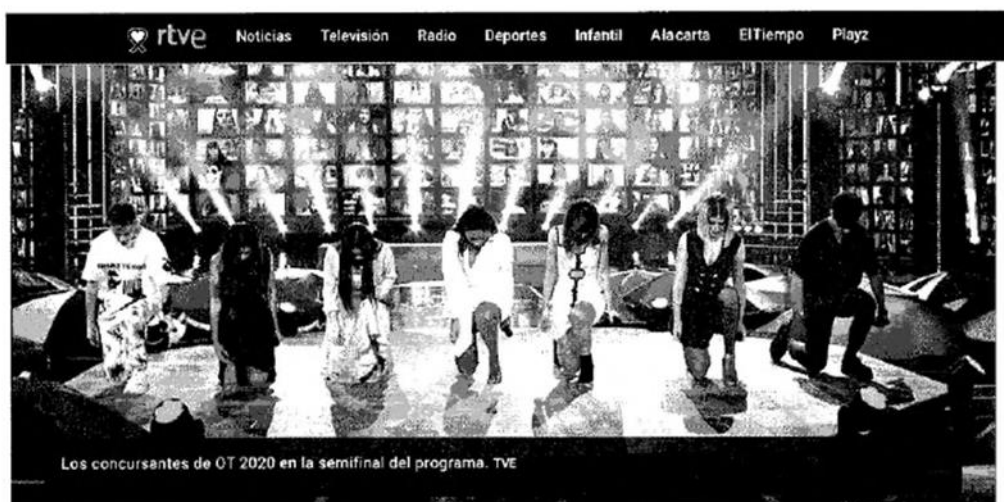 rtve Noticias Televisión Radio Deportes Infantil Alacarta ElTiempo Playz
Los concursantes de OT 2020 en la semifinal del programa. TVE